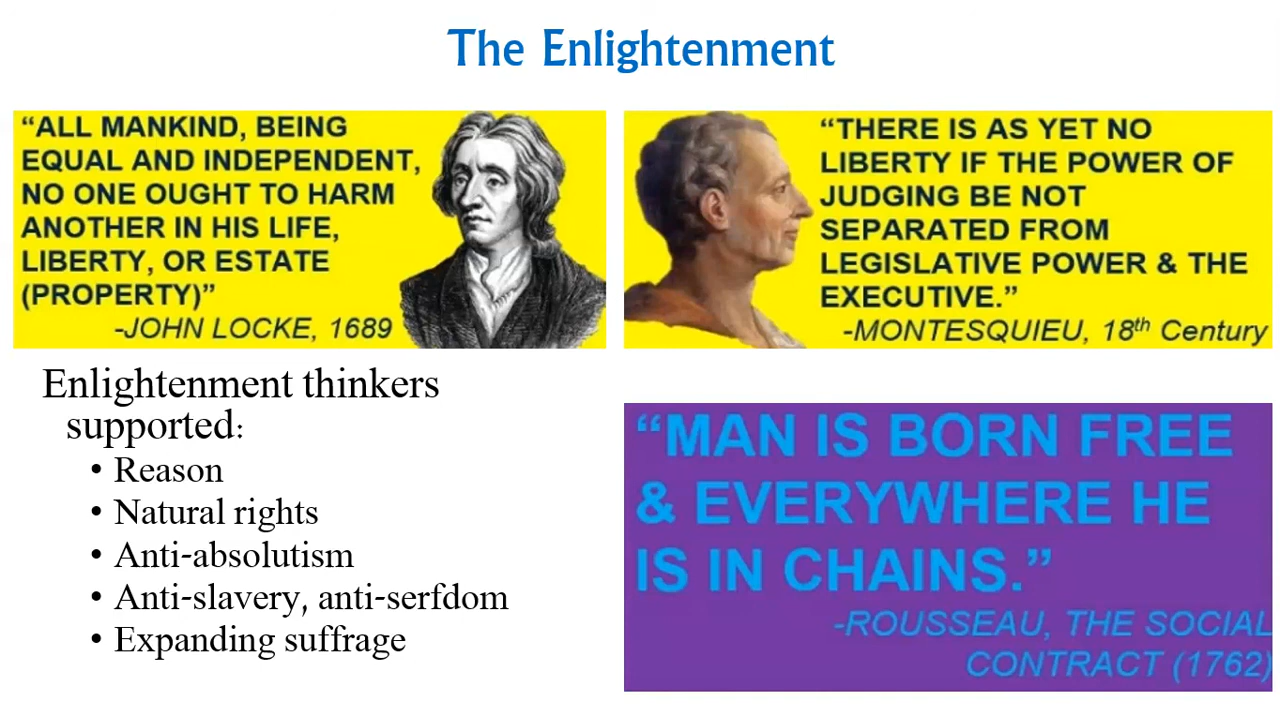 The Enlightenment
“ALL MANKIND, BEING
EQUAL AND INDEPENDENT,
NO ONE OUGHT TO HARM
ANOTHER IN HIS LIFE,
LIBERTY, OR ESTATE
(PROPERTY)”
-JOHN LOCKE, 1689
“THERE IS AS YET NO
LIBERTY IF THE POWER OF
JUDGING BE NOT
SEPARATED FROM
LEGISLATIVE POWER & THE
EXECUTIVE.”
-MONTESQUIEU, 18th Century
Enlightenment thinkers
supported:
• Reason
• Natural rights
• Anti-absolutism
• Anti-slavery, anti-serfdom
• Expanding suffrage
“MAN IS BORN FREE
& EVERYWHERE HE
IS IN CHAINS.”
-ROUSSEAU, THE SOCIAL
CONTRACT (1762)